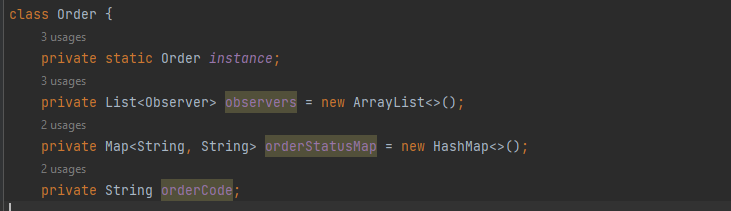 class Order {
3 usages
private static Order instance;
3 usages
private List<Observer> observers = new ArrayList<>();
2 usages
private Map<String, String> orderStatusMap = new HashMap<>();
2 usages
private String orderCode;